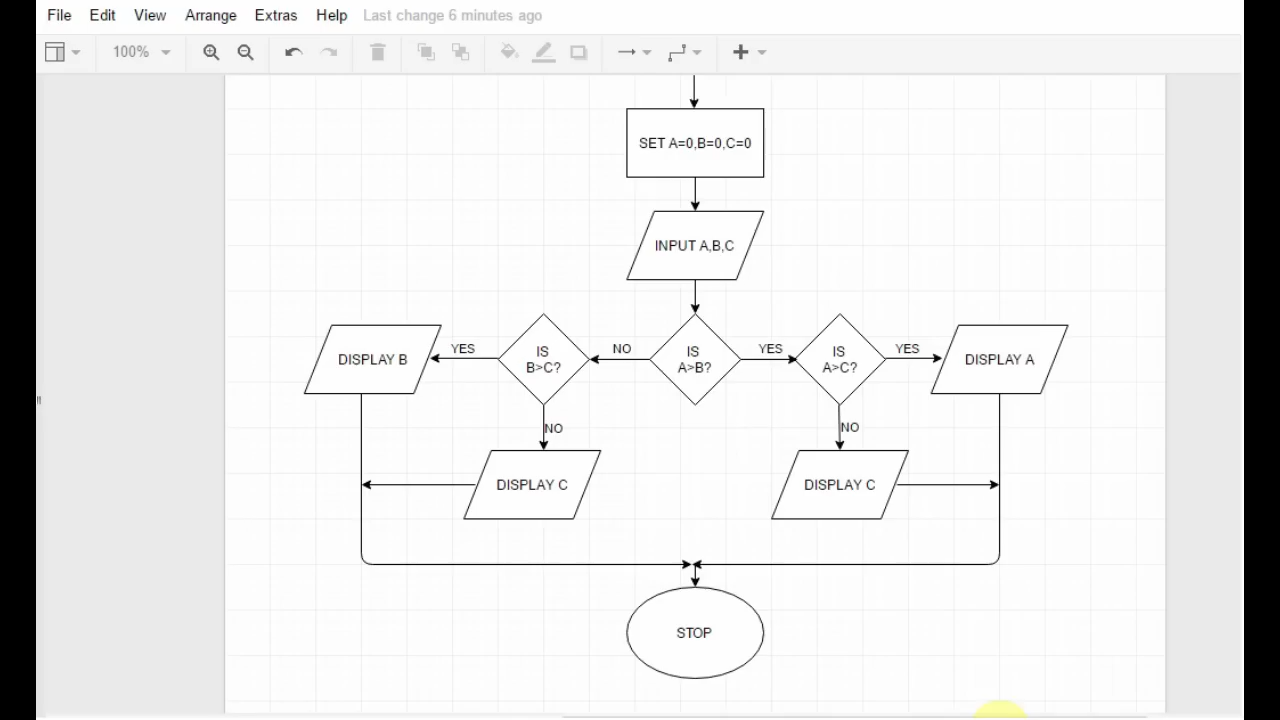 File Edit View Arrange Extras Help Last change 6 minutes ago
100%
SET A=0,B=0,C=0
INPUT A,B,C
DISPLAY B
YES
IS
B>C?
NO
IS
A>B?
YES
IS
A>C?
YES
DISPLAY A
NO
NO
DISPLAY C
DISPLAY C
STOP